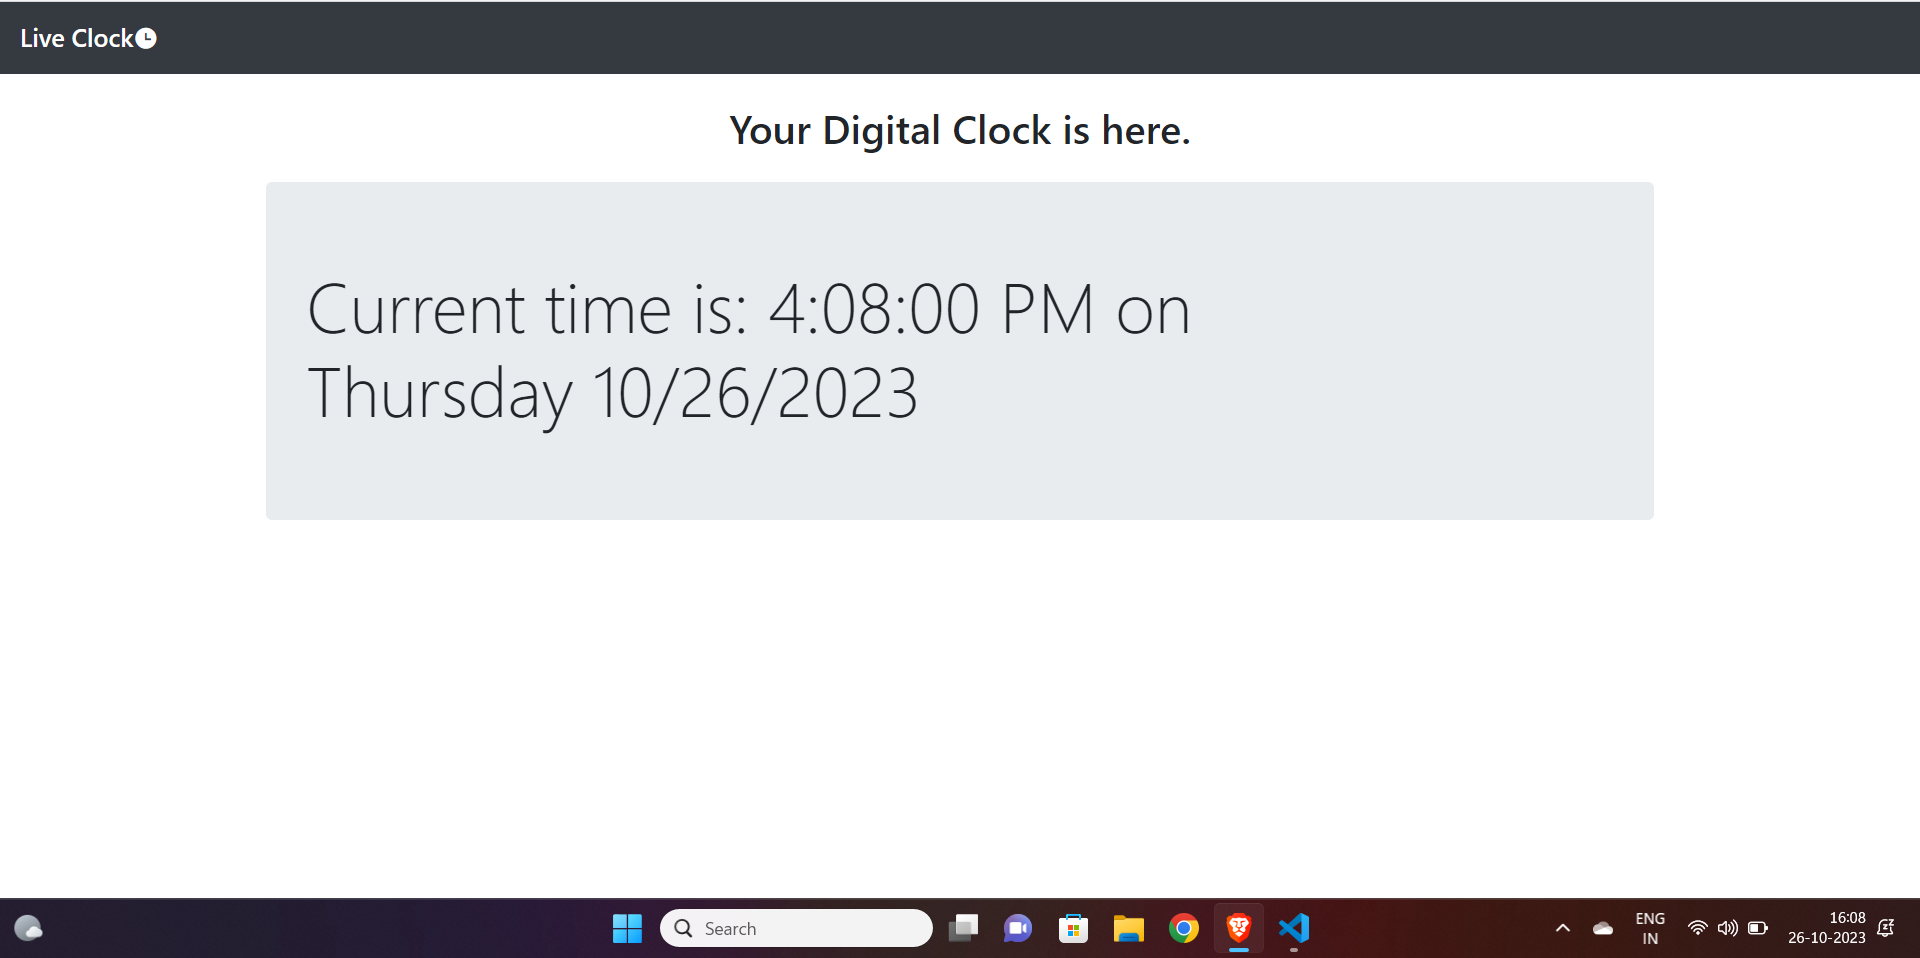 Live Clock
Your Digital Clock is here.
Current time is: 4:08:00 PM on
Thursday 10/26/2023
Search
ENG
IN
16:08
26-10-2023